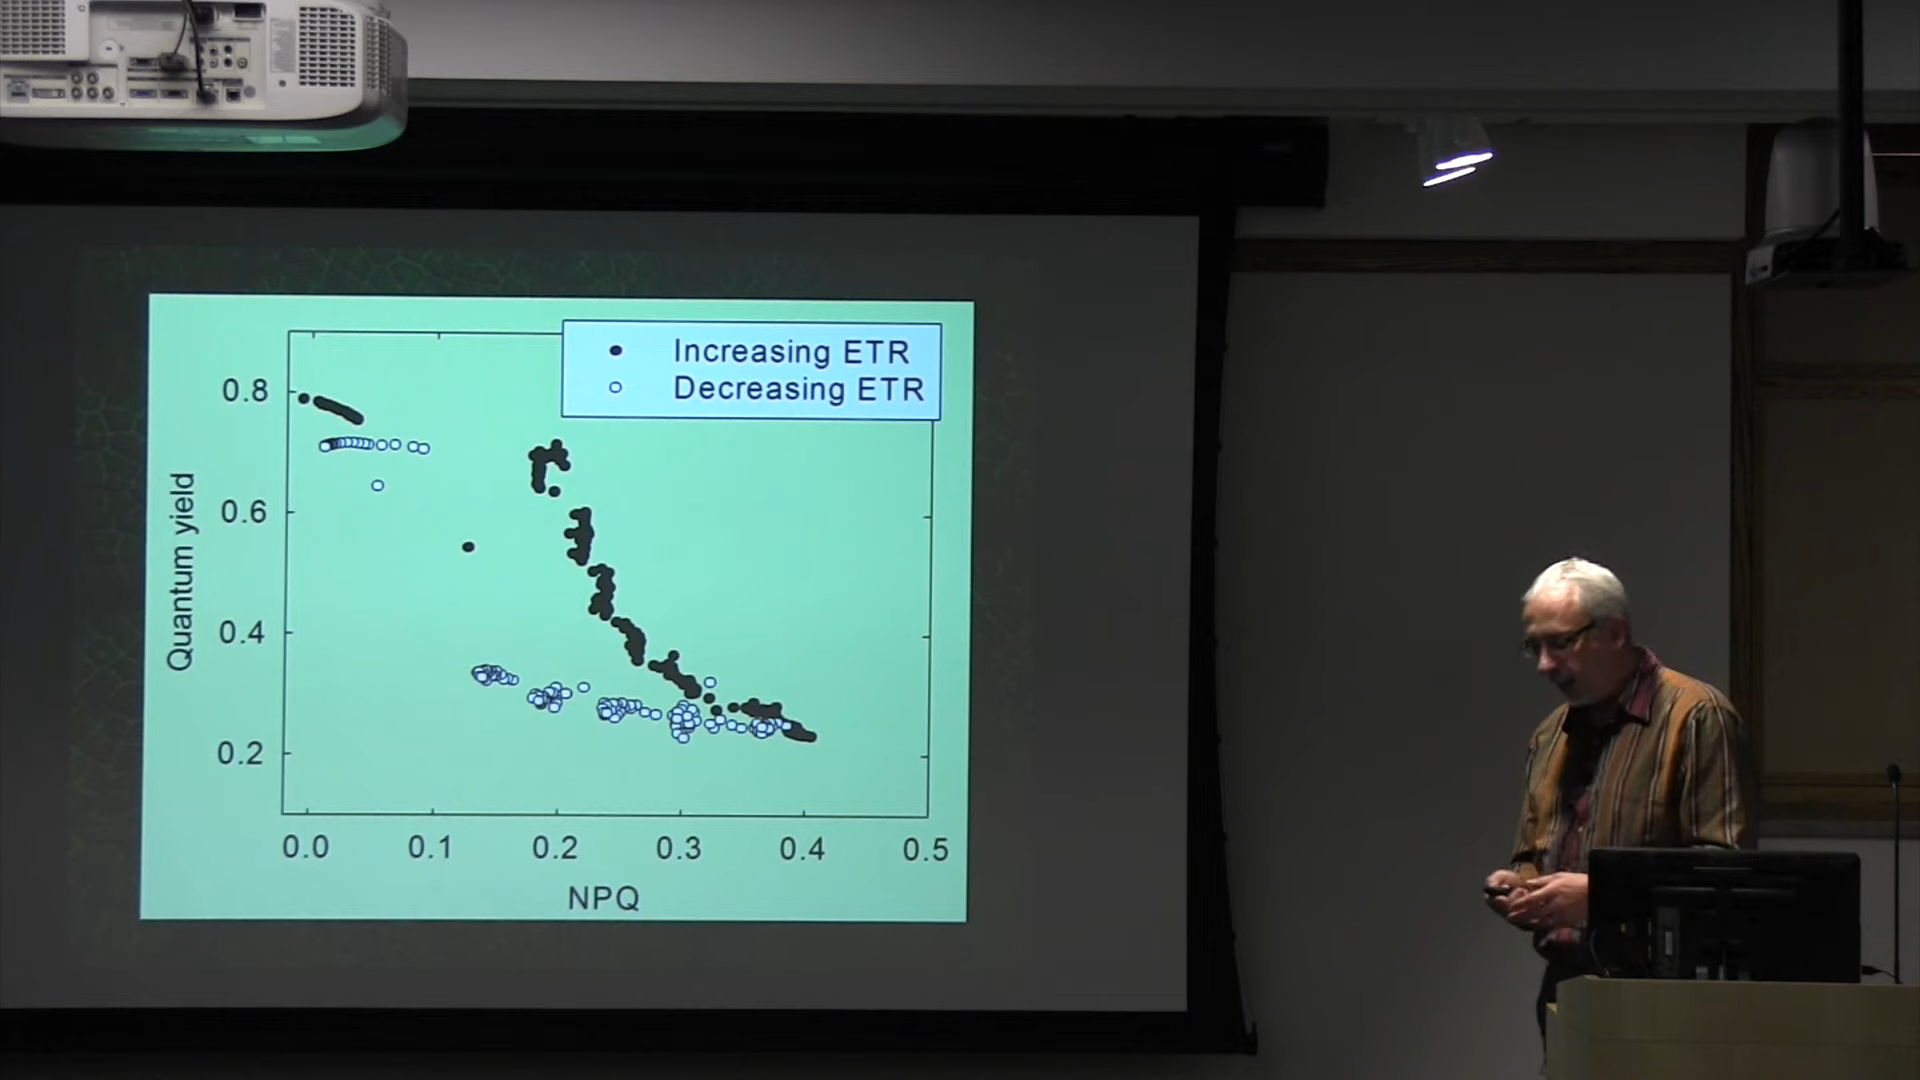 Increasing ETR
Decreasing ETR
0.8
0.6
0.4
0.2
Quantum yield
0.0 0.1 0.2 0.3 0.4 0.5
NPQ